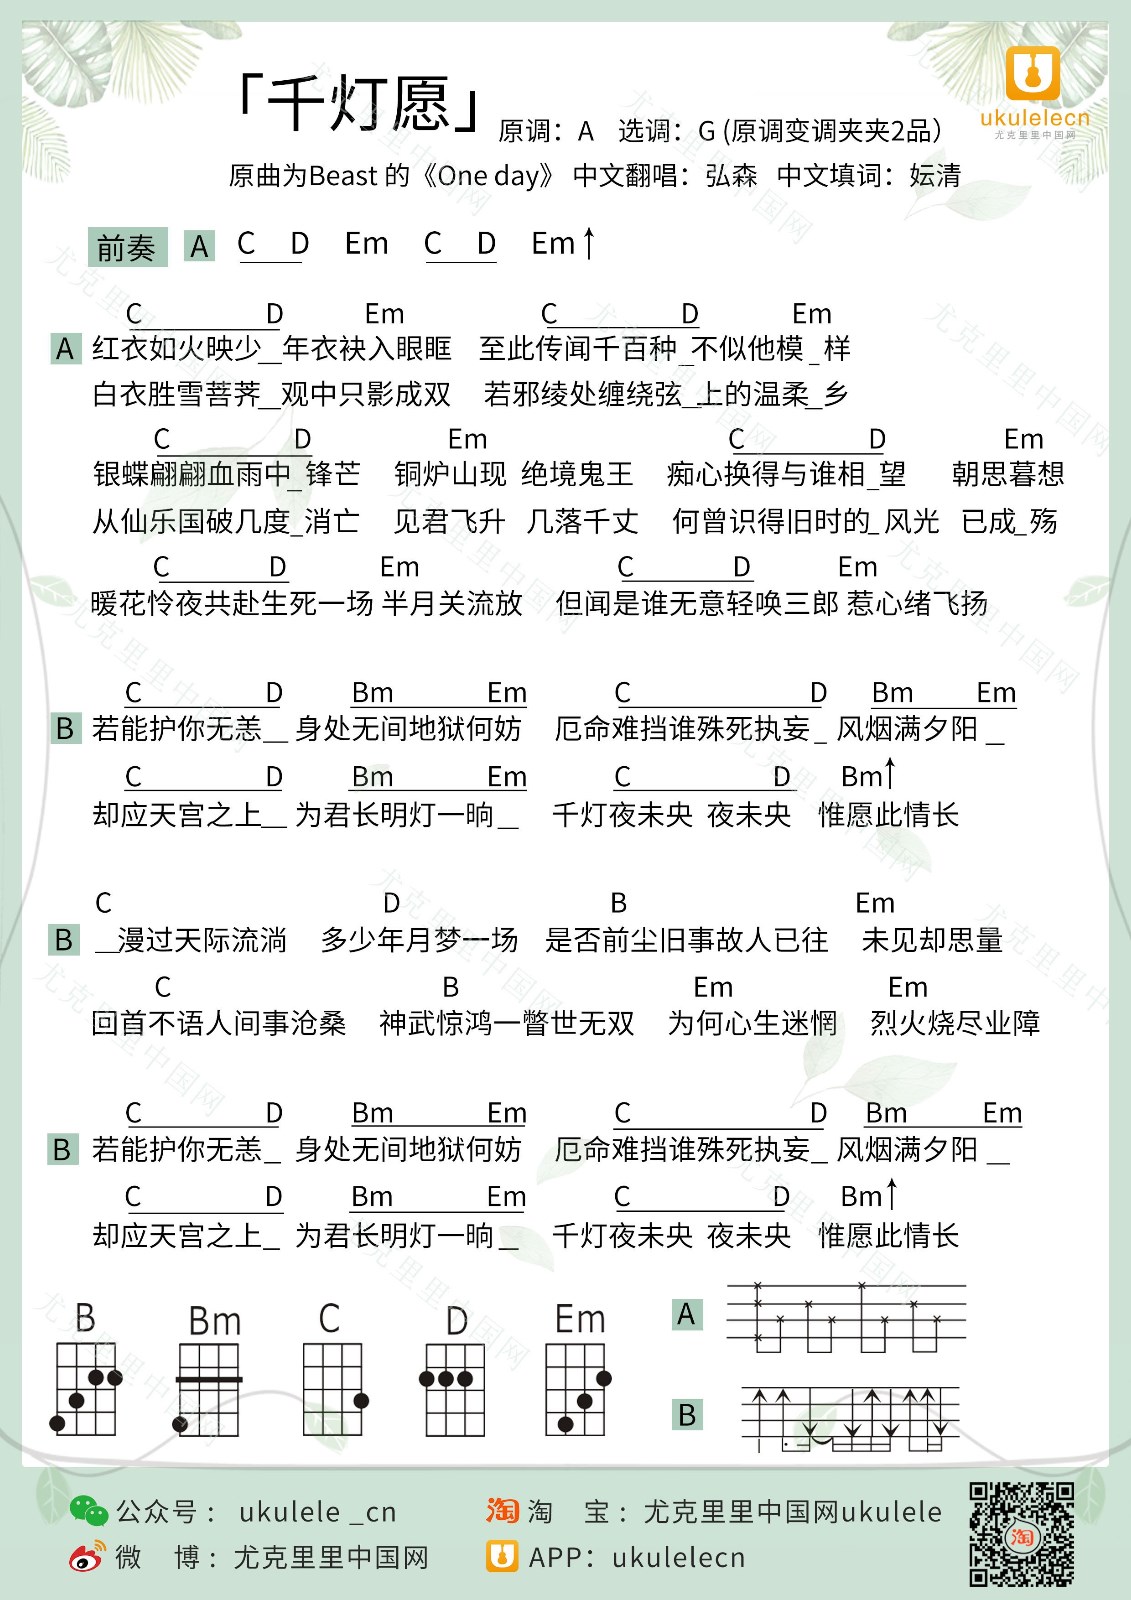 「千灯愿」 原调：A 选调：G (原调变调夹夹2品）
ukulelecn
尤克里里中国网
原曲为Beast 的《One day》 中文翻唱：弘森 中文填词：妘清
前奏 A C D Em C D Em↑
C D Em C D Em
A 红衣如火映少__年衣袂入眼眶 至此传闻千百种_不似他模_样
白衣胜雪菩荠__观中只影成双 若邪绫处缠绕弦__上的温柔_乡
C D Em C D Em
银蝶翩翩血雨中_锋芒 铜炉山现 绝境鬼王 痴心换得与谁相_望 朝思暮想
从仙乐国破几度_消亡 见君飞升 几落千丈 何曾识得旧时的_风光 已成_殇
C D Em C D Em
暖花怜夜共赴生死一场 半月关流放 但闻是谁无意轻唤三郎 惹心绪飞扬
C D Bm Em C D Bm Em
B 若能护你无恙__ 身处无间地狱何妨 厄命难挡谁殊死执妄_ 风烟满夕阳 _
C D Bm Em C D Bm↑
却应天宫之上__ 为君长明灯一晌_ 千灯夜未央 夜未央 惟愿此情长
C D B Em
B __漫过天际流淌 多少年月梦一场 是否前尘旧事故人已往 未见却思量
C B Em Em
回首不语人间事沧桑 神武惊鸿一瞥世无双 为何心生迷惘 烈火烧尽业障
C D Bm Em C D Bm Em
B 若能护你无恙_ 身处无间地狱何妨 厄命难挡谁殊死执妄_ 风烟满夕阳 __
C D Bm Em C D Bm↑
却应天宫之上_ 为君长明灯一晌_ 千灯夜未央 夜未央 惟愿此情长
B Bm C D Em
A
B
公众号： ukulele _cn 淘 淘 宝：尤克里里中国网ukulele
微 博：尤克里里中国网 APP：ukulelecn
淘